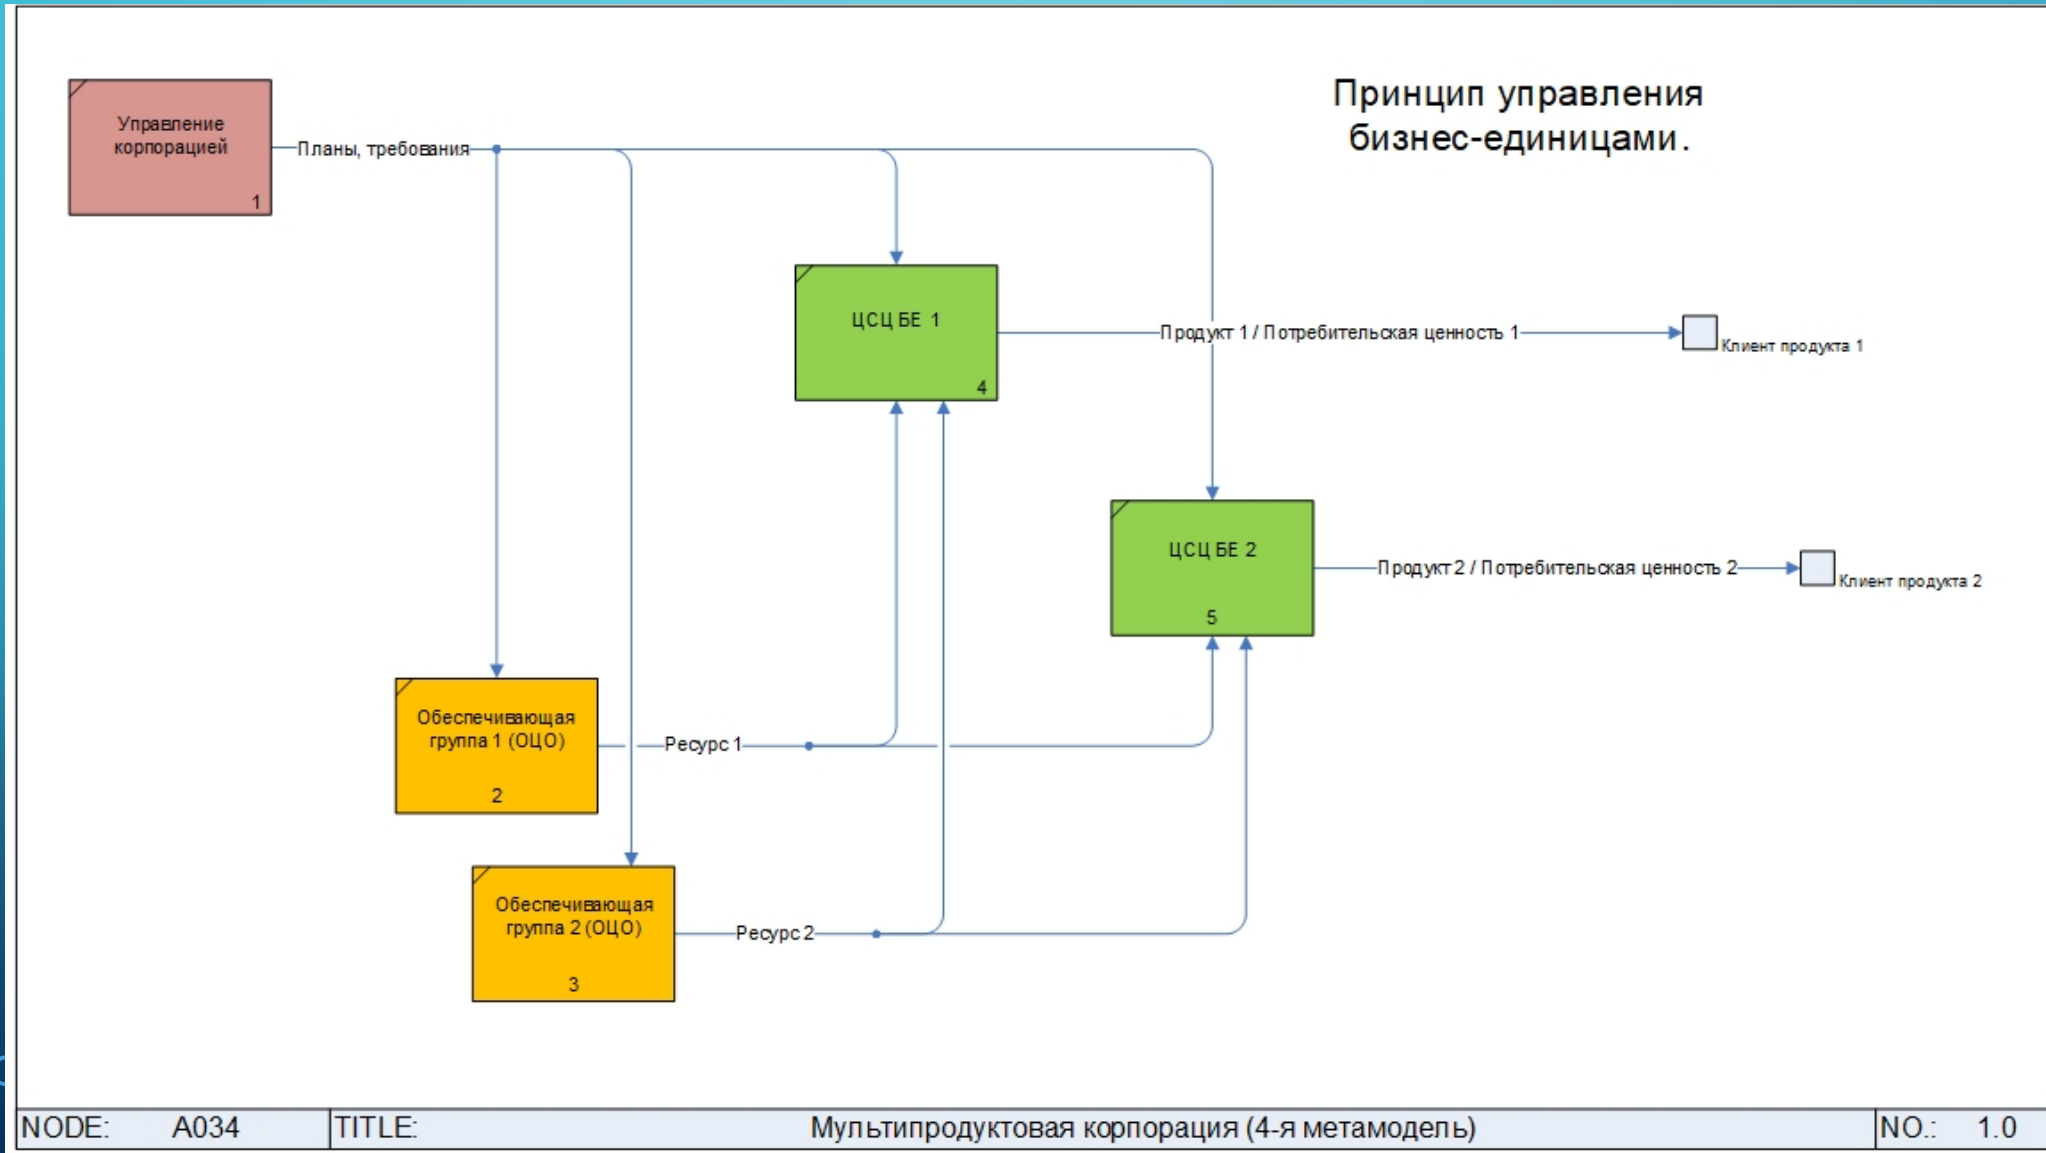 Принцип управления
бизнес-единицами.
Управление
корпорацией
1
Планы, требования
ЦСЦ БЕ 1
4
Продукт 1 / Потребительская ценность 1
Клиент продукта 1
ЦСЦ БЕ 2
5
Продукт 2 / Потребительская ценность 2
Клиент продукта 2
Обеспечивающая
группа 1 (ОЦО)
2
Ресурс 1
Обеспечивающая
группа 2 (ОЦО)
3
Ресурс 2
NODE: A034 TITLE: Мультипродуктовая корпорация (4-я метамодель) NO.: 1.0